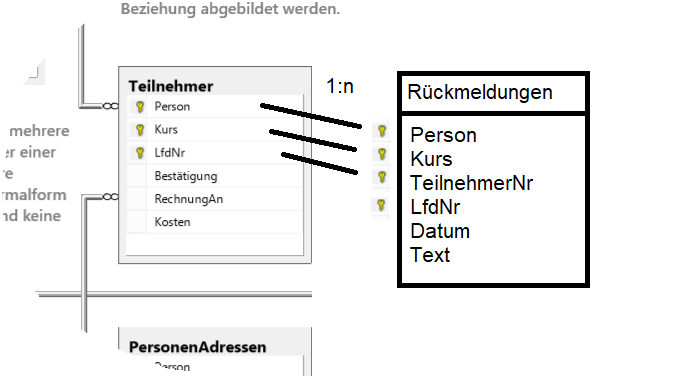 Beziehung abgebildet werden.
Teilnehmer
Person
Kurs
LfdNr
Bestätigung
RechnungAn
Kosten
1:n
Rückmeldungen
Person
Kurs
TeilnehmerNr
LfdNr
Datum
Text
mehrere
er einer
re
rmalform
nd keine
PersonenAdressen
Person